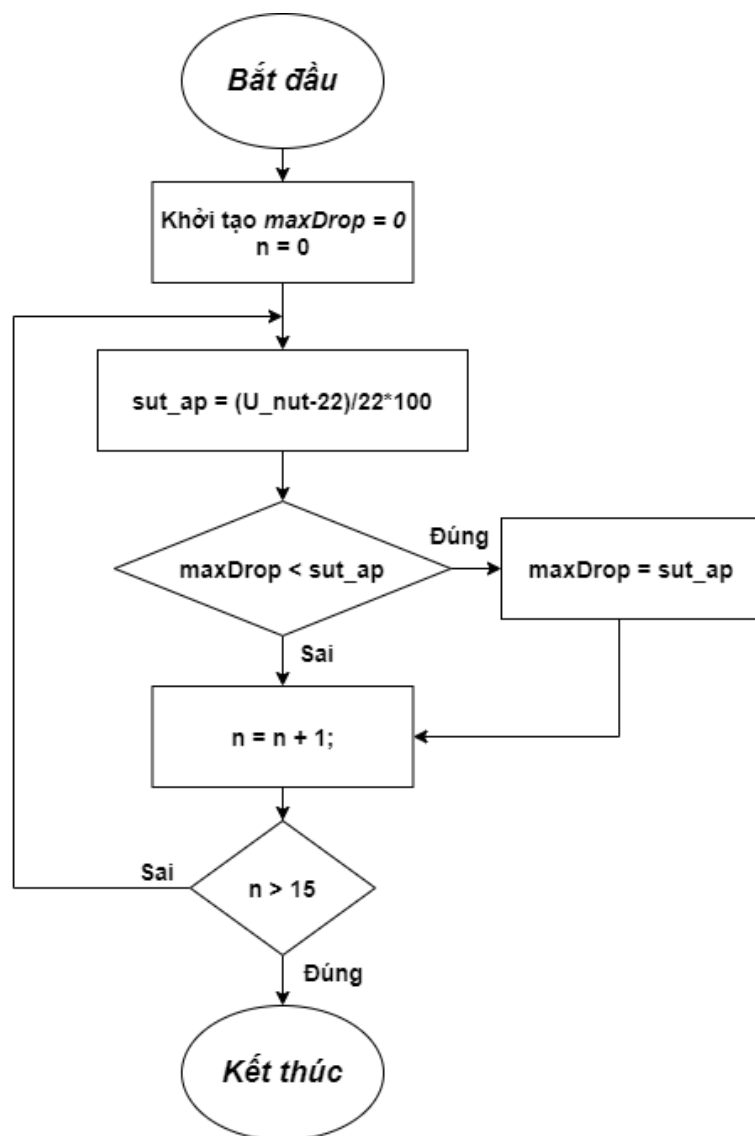 Bắt đầu
Khởi tạo maxDrop = 0
n = 0
sut_ap = (U_nut-22)/22*100
maxDrop < sut_ap
Đúng
maxDrop = sut_ap
Sai
n = n + 1;
Sai
n > 15
Đúng
Kết thúc